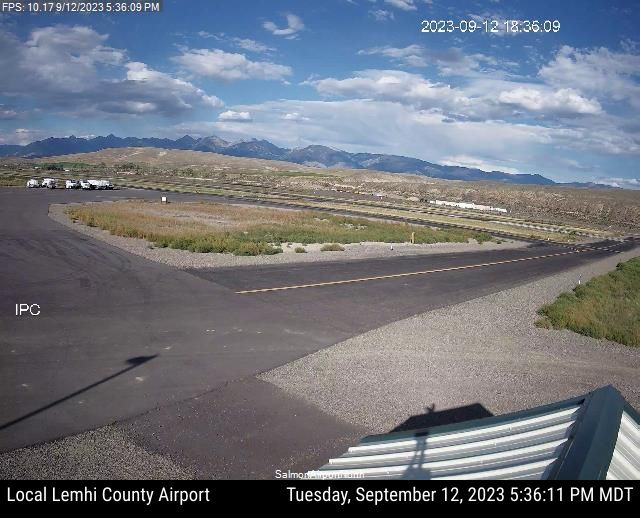 FPS: 10.17 9/12/2023 5:36:09 PM
2023-09-12 18:36:09
IPC
Local Lemhi County Airport
Tuesday, September 12, 2023 5:36:11 PM MDT